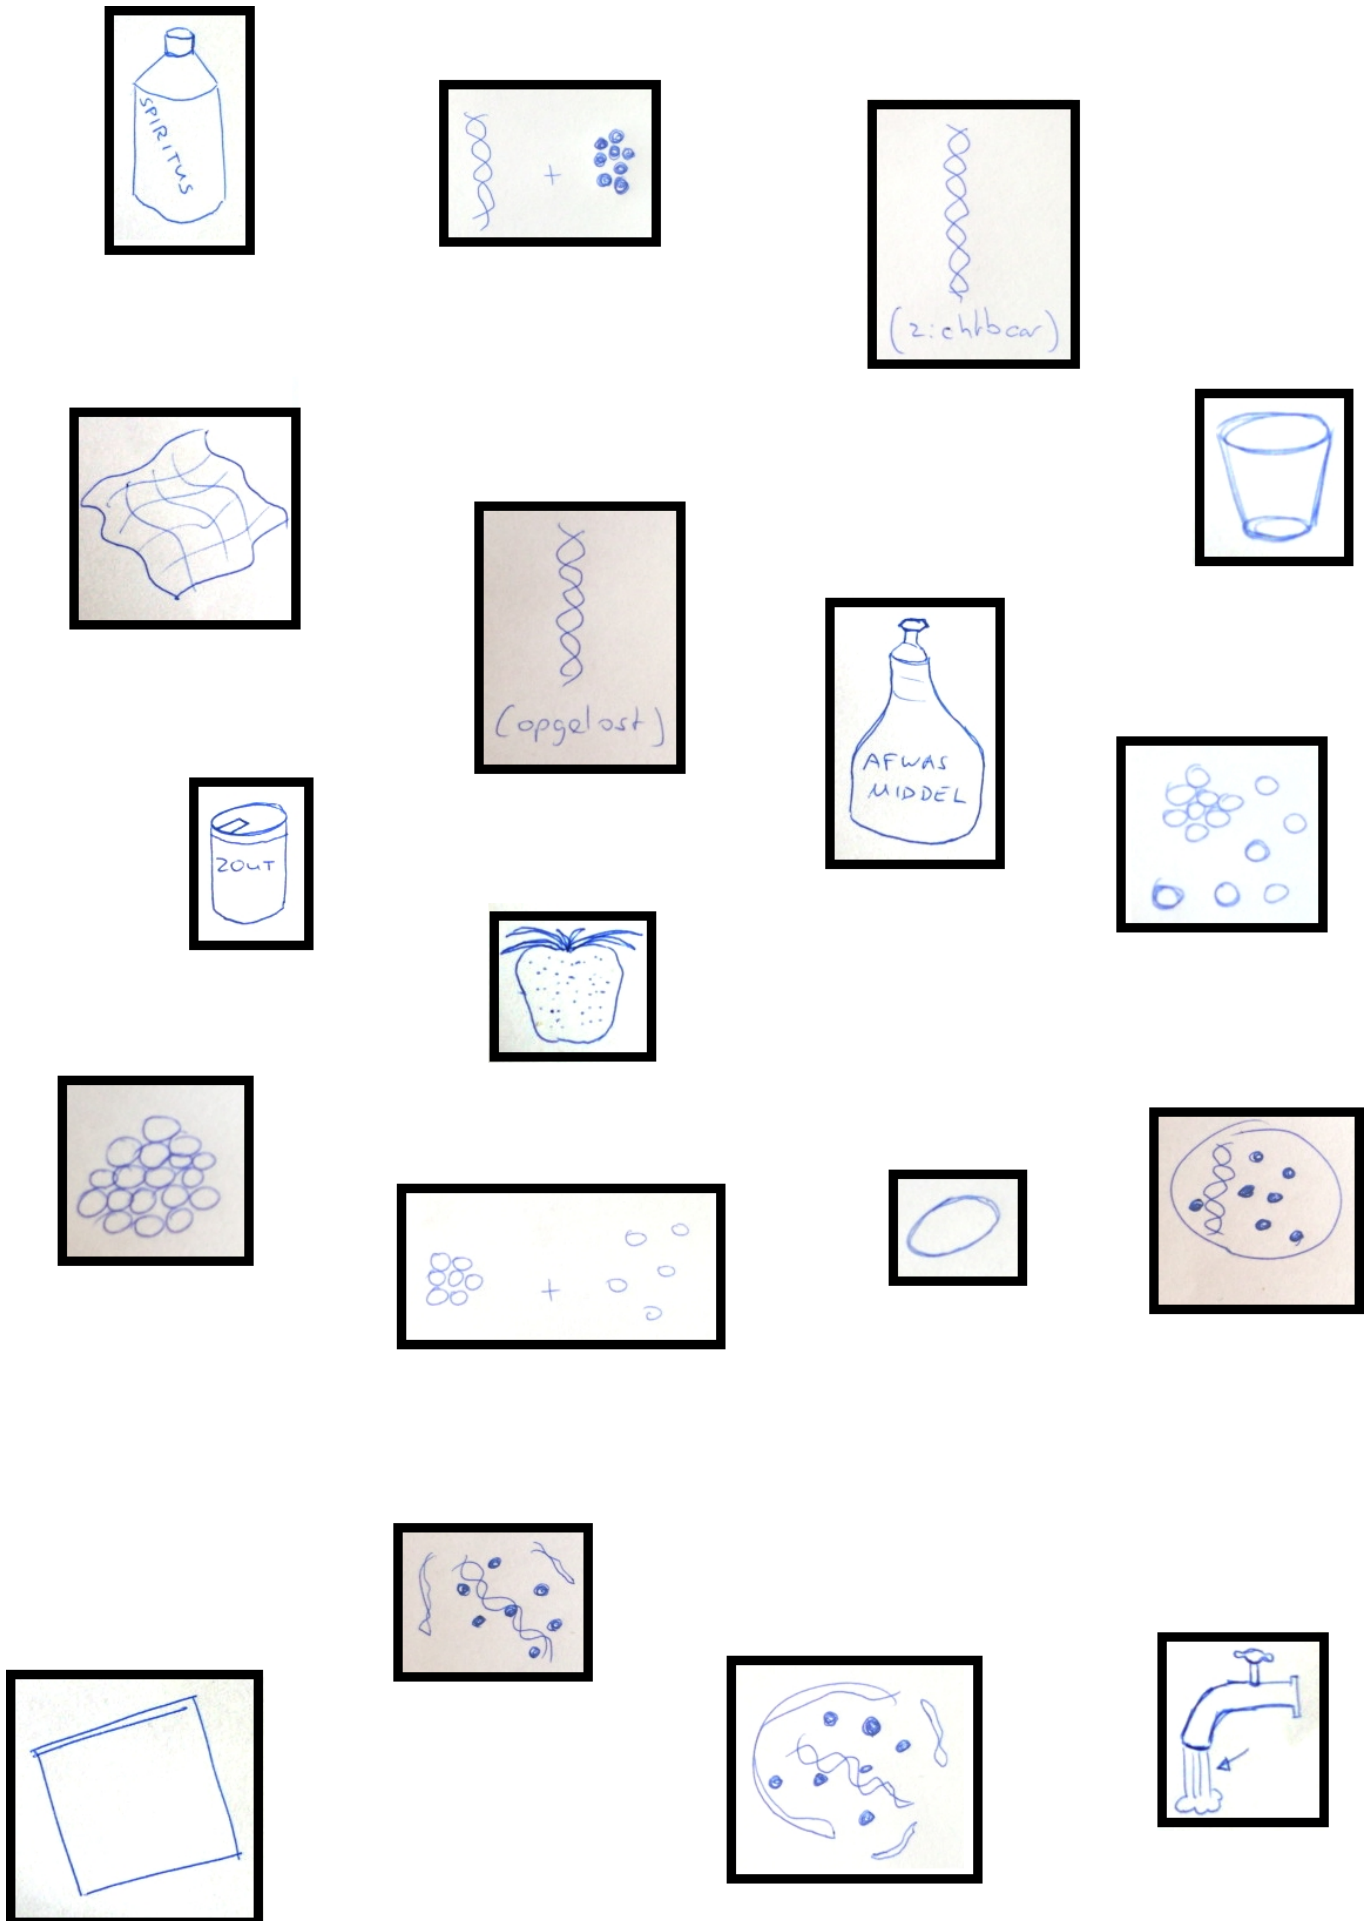 SPIRITUS
+
(zichtbaar)
(opgelost)
AFWAS
MIDDEL
ZOUT
+